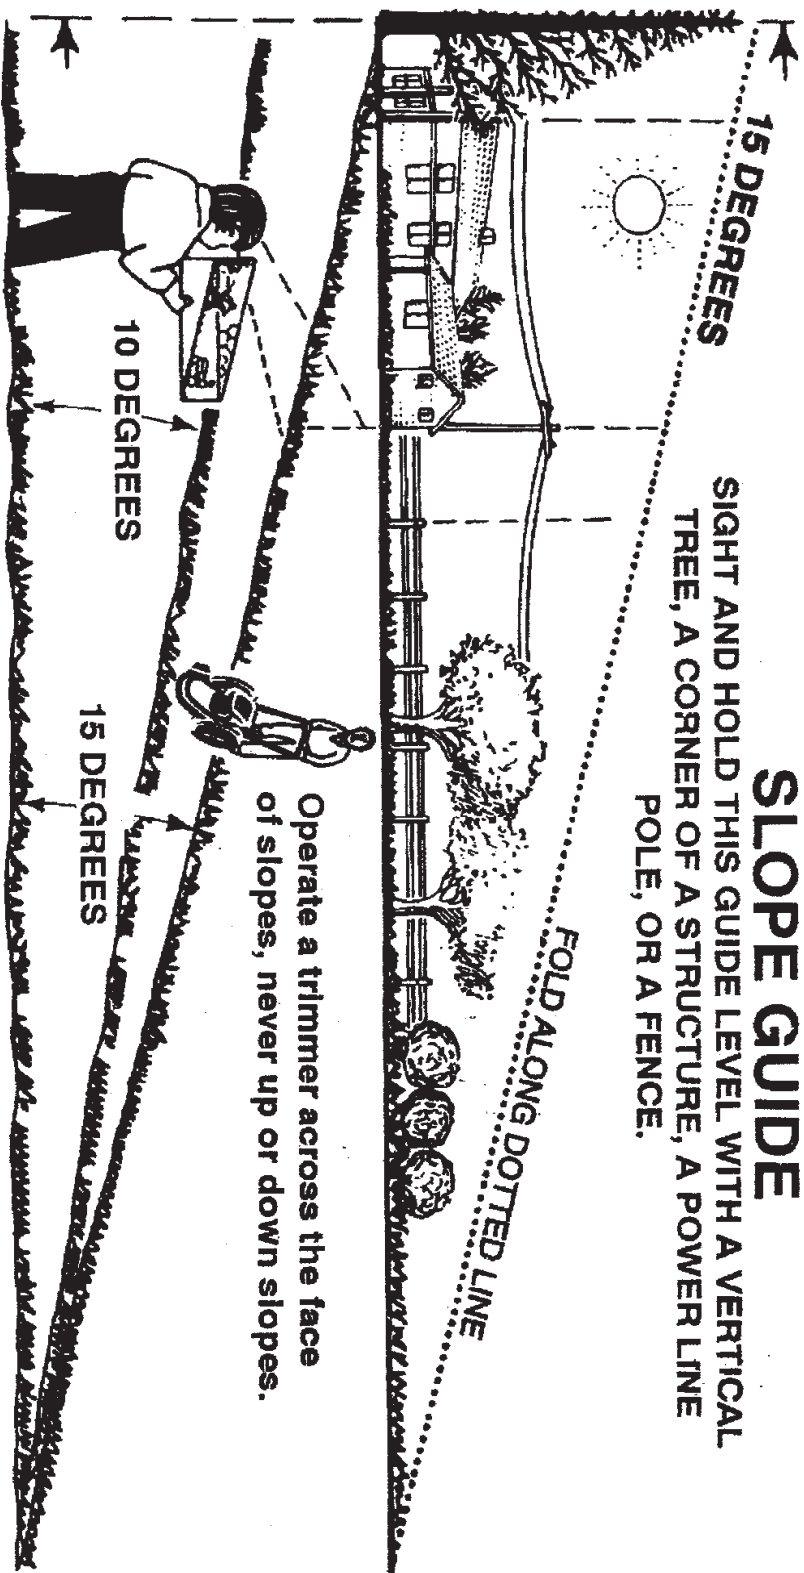 SLOPE GUIDE
SIGHT AND HOLD THIS GUIDE LEVEL WITH A VERTICAL
TREE, A CORNER OF A STRUCTURE, A POWER LINE
POLE, OR A FENCE.
15 DEGREES
FOLD ALONG DOTTED LINE
Operate a trimmer across the face
of slopes, never up or down slopes.
10 DEGREES
15 DEGREES